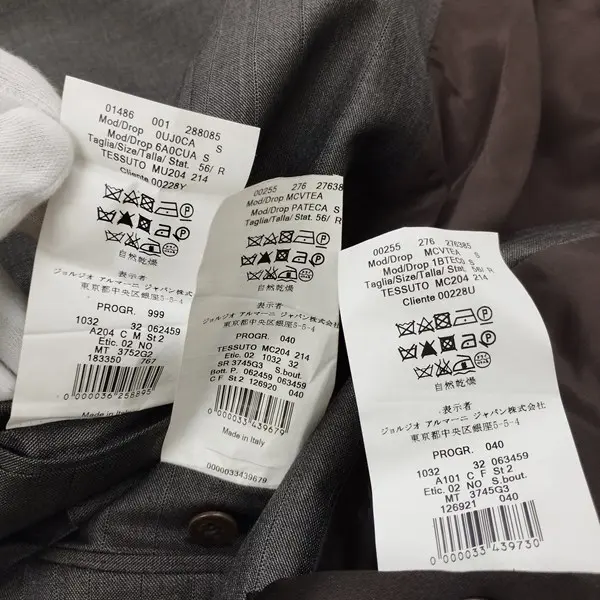 01486 001 288085
Mod/Drop 0UJ0CA S
Mod/Drop 6A0CUA S
Taglia/Size/Talla/ Stat. 56/ R
TESSUTO MU204 214
Cliente 00228Y
自然乾燥
表示者
ジョルジオ アルマーニ ジャパン株式会社
東京都中央区銀座5-5-4
PROGR. 999
1032 32 062459
A204 C M St 2
Etic. 02 NO
MT 3752G2
183350 767
0000036 258895
Made in Italy
00255 276 27638
Mod/Drop MCVTEA
Mod/Drop PATECA S
Taglia/Size/Talla/ Stat. 56/ R
自然乾燥
表示者
ジョルジオ アルマーニ ジャパン株式会社
東京都中央区銀座5-5-4
PROGR. 040
TESSUTO MC204 214
Etic. 02 1032 32
SR 3745G3 S.bout.
Bott. P. 062459 063459
C F St 2 126920 040
0000033 439679
Made in Italy
0000033439679
00255 276 276385
Mod/Drop MCVTEA S
Mod/Drop 1BTEC0 S
Taglia/Size/Talla/ Stat. 56/ R
TESSUTO MC204 214
Cliente 00228U
自然乾燥
表示者
ジョルジオ アルマーニ ジャパン株式会社
東京都中央区銀座5-5-4
PROGR. 040
1032 32 063459
A101 C F St 2
Etic. 02 NO S.bout.
MT 3745G3
126921 040
0000033 439730